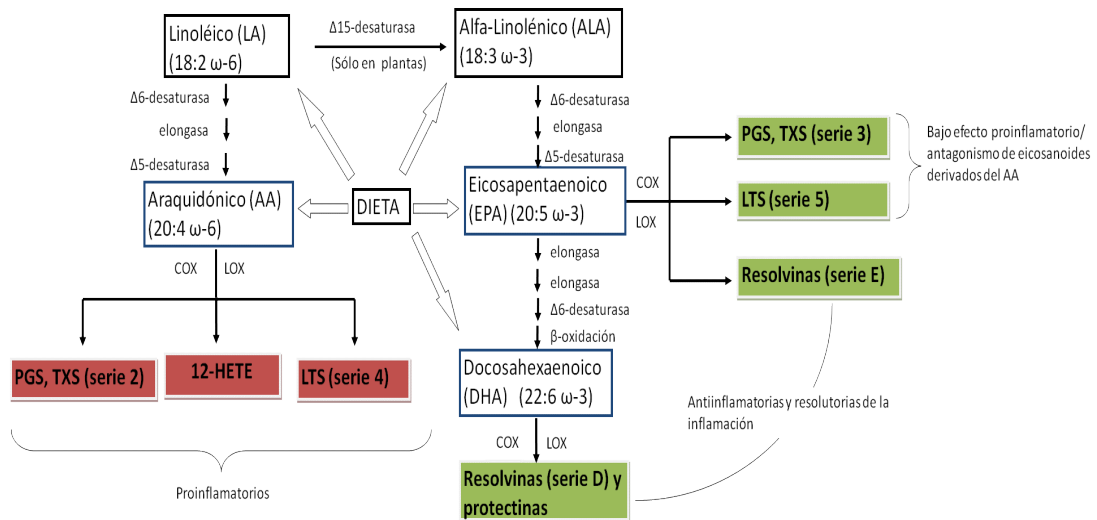 Linoléico (LA)
(18:2 ω-6)
Δ15-desaturasa
(Sólo en plantas)
Alfa-Linolénico (ALA)
(18:3 ω-3)
Δ6-desaturasa
elongasa
Δ5-desaturasa
Δ6-desaturasa
elongasa
Δ5-desaturasa
Araquidónico (AA)
(20:4 ω-6)
DIETA
Eicosapentaenoico
(EPA) (20:5 ω-3)
COX
LOX
PGS, TXS (serie 3)
LTS (serie 5)
Resolvinas (serie E)
Bajo efecto proinflamatorio/
antagonismo de eicosanoides
derivados del AA
COX
LOX
PGS, TXS (serie 2)
12-HETE
LTS (serie 4)
Proinflamatorios
elongasa
elongasa
Δ6-desaturasa
β-oxidación
Docosahexaenoico
(DHA) (22:6 ω-3)
COX
LOX
Resolvinas (serie D) y
protectinas
Antiinflamatorias y resolutorias de la
inflamación